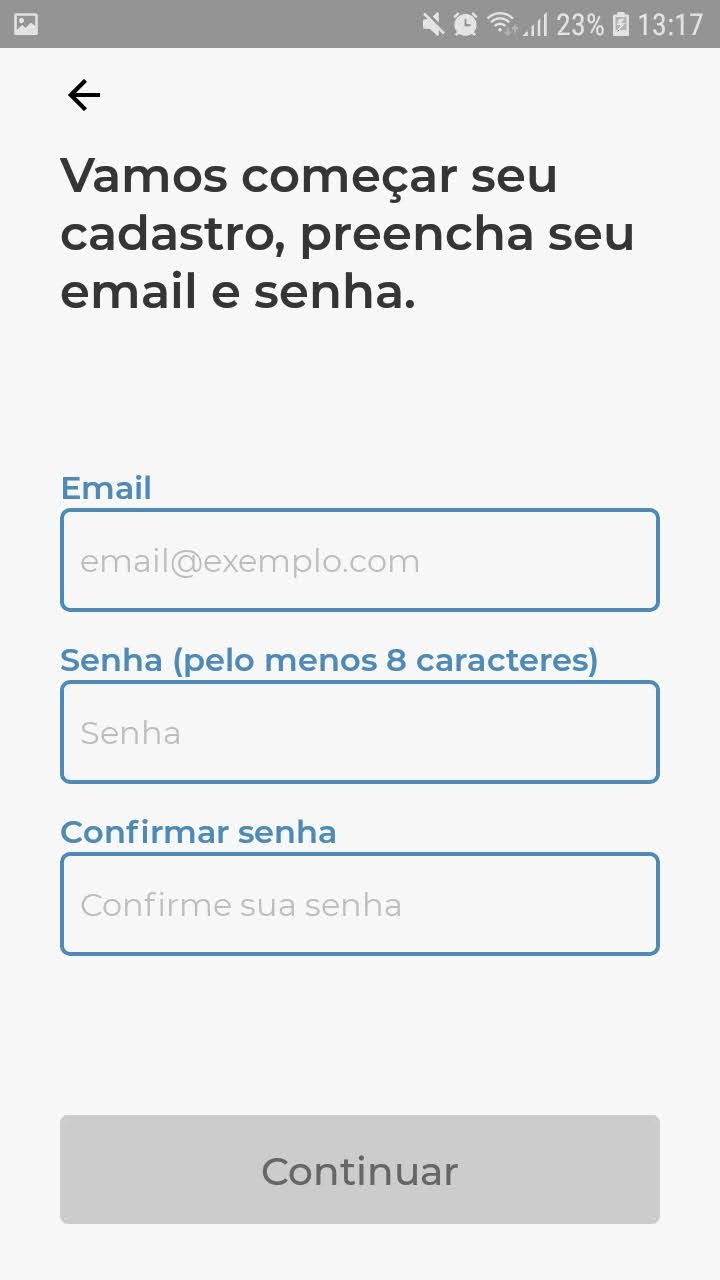 23% 13:17
Vamos começar seu
cadastro, preencha seu
email e senha.
Email
email@exemplo.com
Senha (pelo menos 8 caracteres)
Senha
Confirmar senha
Confirme sua senha
Continuar